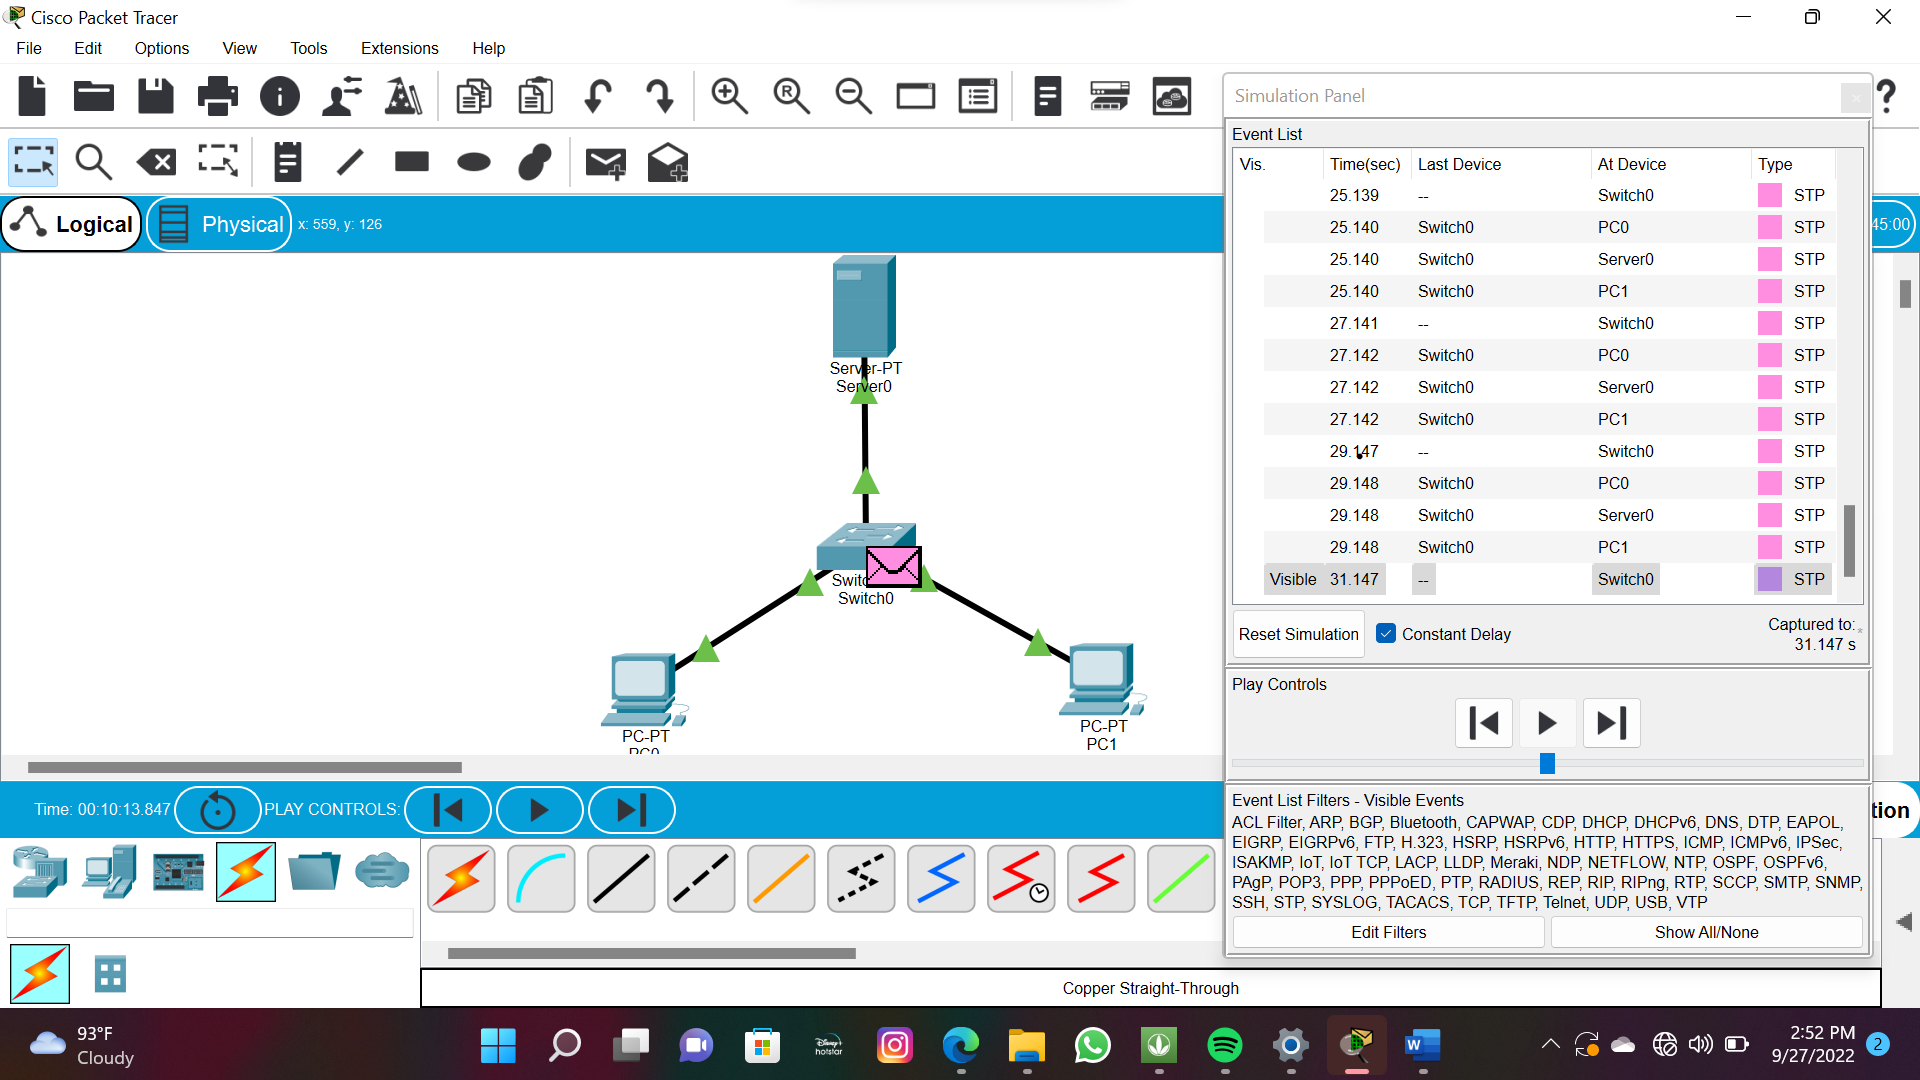 Cisco Packet Tracer
File Edit Options View Tools Extensions Help
Logical Physical x: 559, y: 126
45:00
Server-PT
Server0
Switch0
PC-PT
PC0
PC-PT
PC1
Simulation Panel
Event List
Vis. Time(sec) Last Device At Device Type
25.139 -- Switch0 STP
25.140 Switch0 PC0 STP
25.140 Switch0 Server0 STP
25.140 Switch0 PC1 STP
27.141 -- Switch0 STP
27.142 Switch0 PC0 STP
27.142 Switch0 Server0 STP
27.142 Switch0 PC1 STP
29.147 -- Switch0 STP
29.148 Switch0 PC0 STP
29.148 Switch0 Server0 STP
29.148 Switch0 PC1 STP
Visible 31.147 -- Switch0 STP
Reset Simulation Constant Delay Captured to:
31.147 s
Play Controls
Event List Filters - Visible Events
ACL Filter, ARP, BGP, Bluetooth, CAPWAP, CDP, DHCP, DHCPv6, DNS, DTP, EAPOL,
EIGRP, EIGRPv6, FTP, H.323, HSRP, HSRPv6, HTTP, HTTPS, ICMP, ICMPv6, IPSec,
ISAKMP, IoT, IoT TCP, LACP, LLDP, Meraki, NDP, NETFLOW, NTP, OSPF, OSPFv6,
PAgP, POP3, PPP, PPPoED, PTP, RADIUS, REP, RIP, RIPng, RTP, SCCP, SMTP, SNMP,
SSH, STP, SYSLOG, TACACS, TCP, TFTP, Telnet, UDP, USB, VTP
Edit Filters Show All/None
Time: 00:10:13.847 PLAY CONTROLS:
tion
Copper Straight-Through
93°F
Cloudy
Disney+
hotstar
2:52 PM
9/27/2022
2